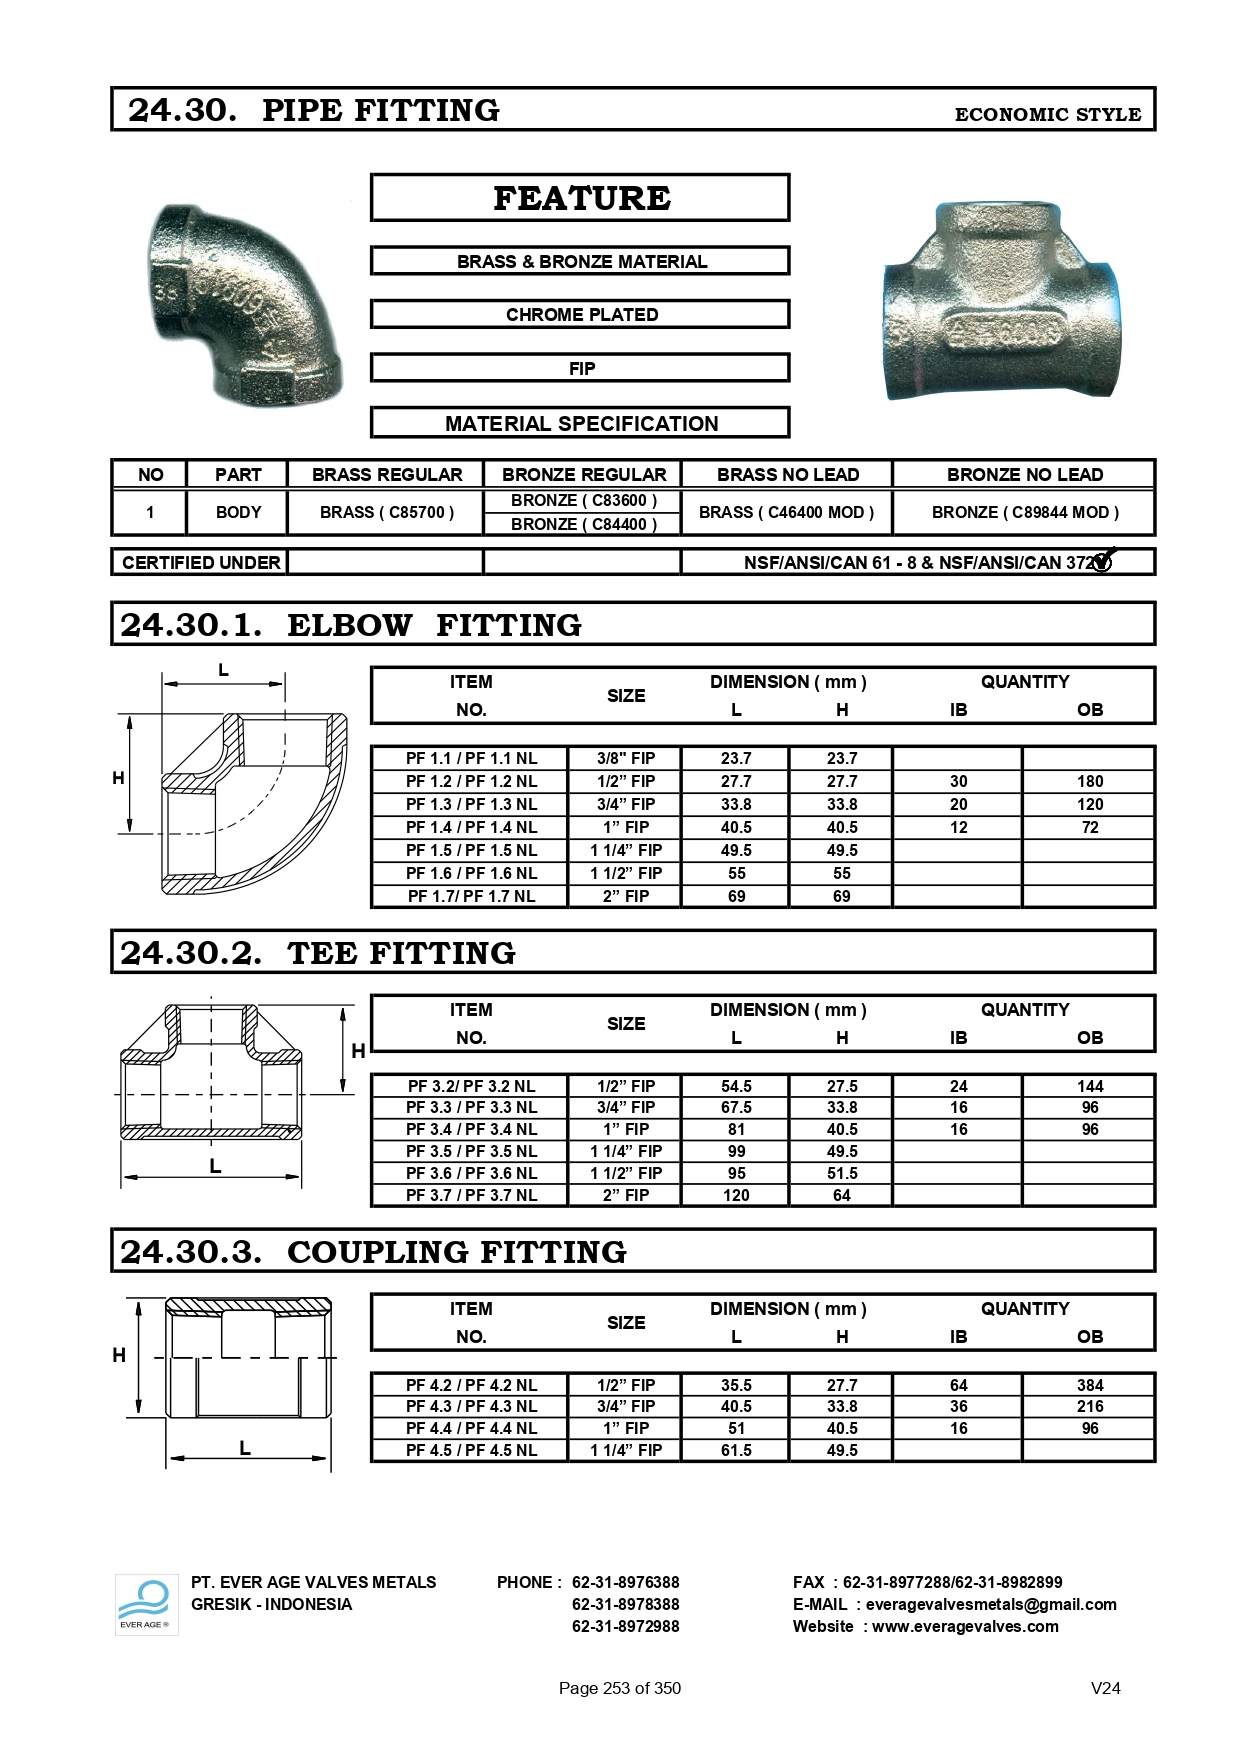 24.30. PIPE FITTING ECONOMIC STYLE
FEATURE
BRASS & BRONZE MATERIAL
CHROME PLATED
FIP
MATERIAL SPECIFICATION
NO PART BRASS REGULAR BRONZE REGULAR BRASS NO LEAD BRONZE NO LEAD
1 BODY BRASS ( C85700 ) BRONZE ( C83600 ) BRASS ( C46400 MOD ) BRONZE ( C89844 MOD )
BRONZE ( C84400 )
CERTIFIED UNDER NSF/ANSI/CAN 61 - 8 & NSF/ANSI/CAN 372
24.30.1. ELBOW FITTING
L
H
ITEM NO. SIZE DIMENSION ( mm ) QUANTITY
L H IB OB
PF 1.1 / PF 1.1 NL 3/8" FIP 23.7 23.7
PF 1.2 / PF 1.2 NL 1/2” FIP 27.7 27.7 30 180
PF 1.3 / PF 1.3 NL 3/4” FIP 33.8 33.8 20 120
PF 1.4 / PF 1.4 NL 1” FIP 40.5 40.5 12 72
PF 1.5 / PF 1.5 NL 1 1/4” FIP 49.5 49.5
PF 1.6 / PF 1.6 NL 1 1/2” FIP 55 55
PF 1.7/ PF 1.7 NL 2” FIP 69 69
24.30.2. TEE FITTING
H
L
ITEM NO. SIZE DIMENSION ( mm ) QUANTITY
L H IB OB
PF 3.2/ PF 3.2 NL 1/2” FIP 54.5 27.5 24 144
PF 3.3 / PF 3.3 NL 3/4” FIP 67.5 33.8 16 96
PF 3.4 / PF 3.4 NL 1” FIP 81 40.5 16 96
PF 3.5 / PF 3.5 NL 1 1/4” FIP 99 49.5
PF 3.6 / PF 3.6 NL 1 1/2” FIP 95 51.5
PF 3.7 / PF 3.7 NL 2” FIP 120 64
24.30.3. COUPLING FITTING
H
L
ITEM NO. SIZE DIMENSION ( mm ) QUANTITY
L H IB OB
PF 4.2 / PF 4.2 NL 1/2” FIP 35.5 27.7 64 384
PF 4.3 / PF 4.3 NL 3/4” FIP 40.5 33.8 36 216
PF 4.4 / PF 4.4 NL 1” FIP 51 40.5 16 96
PF 4.5 / PF 4.5 NL 1 1/4” FIP 61.5 49.5
EVER AGE ®
PT. EVER AGE VALVES METALS PHONE : 62-31-8976388 FAX : 62-31-8977288/62-31-8982899
GRESIK - INDONESIA 62-31-8978388 E-MAIL : everagevalvesmetals@gmail.com
62-31-8972988 Website : www.everagevalves.com
Page 253 of 350 V24